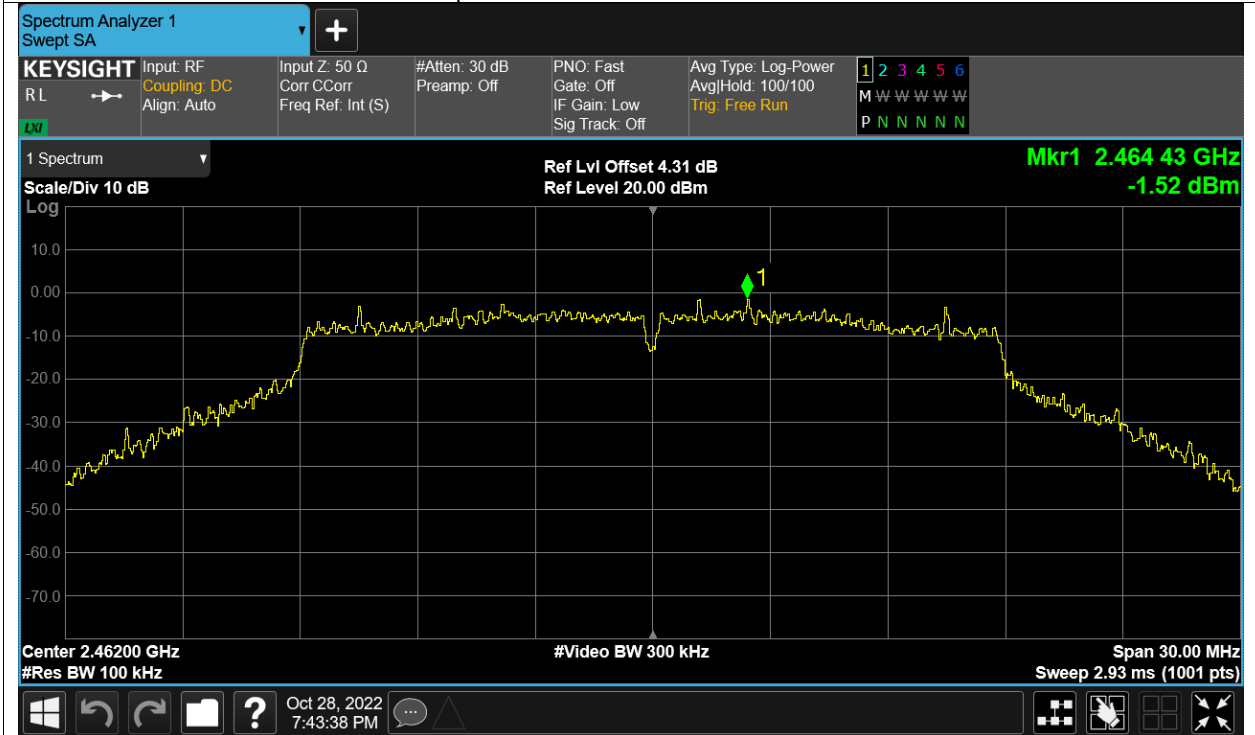 Spectrum Analyzer 1
Swept SA
▼
+
KEYSIGHT
R L
LXI
Input: RF
Coupling: DC
Align: Auto
Input Z: 50 Ω
Corr CCorr
Freq Ref: Int (S)
#Atten: 30 dB
Preamp: Off
PNO: Fast
Gate: Off
IF Gain: Low
Sig Track: Off
Avg Type: Log-Power
Avg|Hold: 100/100
Trig: Free Run
1 2 3 4 5 6
M W W W W W W
P N N N N N N
1 Spectrum ▼
Scale/Div 10 dB
Log
Ref Lvl Offset 4.31 dB
Ref Level 20.00 dBm
Mkr1 2.464 43 GHz
-1.52 dBm
1
10.0
0.00
-10.0
-20.0
-30.0
-40.0
-50.0
-60.0
-70.0
Center 2.46200 GHz
#Res BW 100 kHz
#Video BW 300 kHz
Span 30.00 MHz
Sweep 2.93 ms (1001 pts)
?
Oct 28, 2022
7:43:38 PM